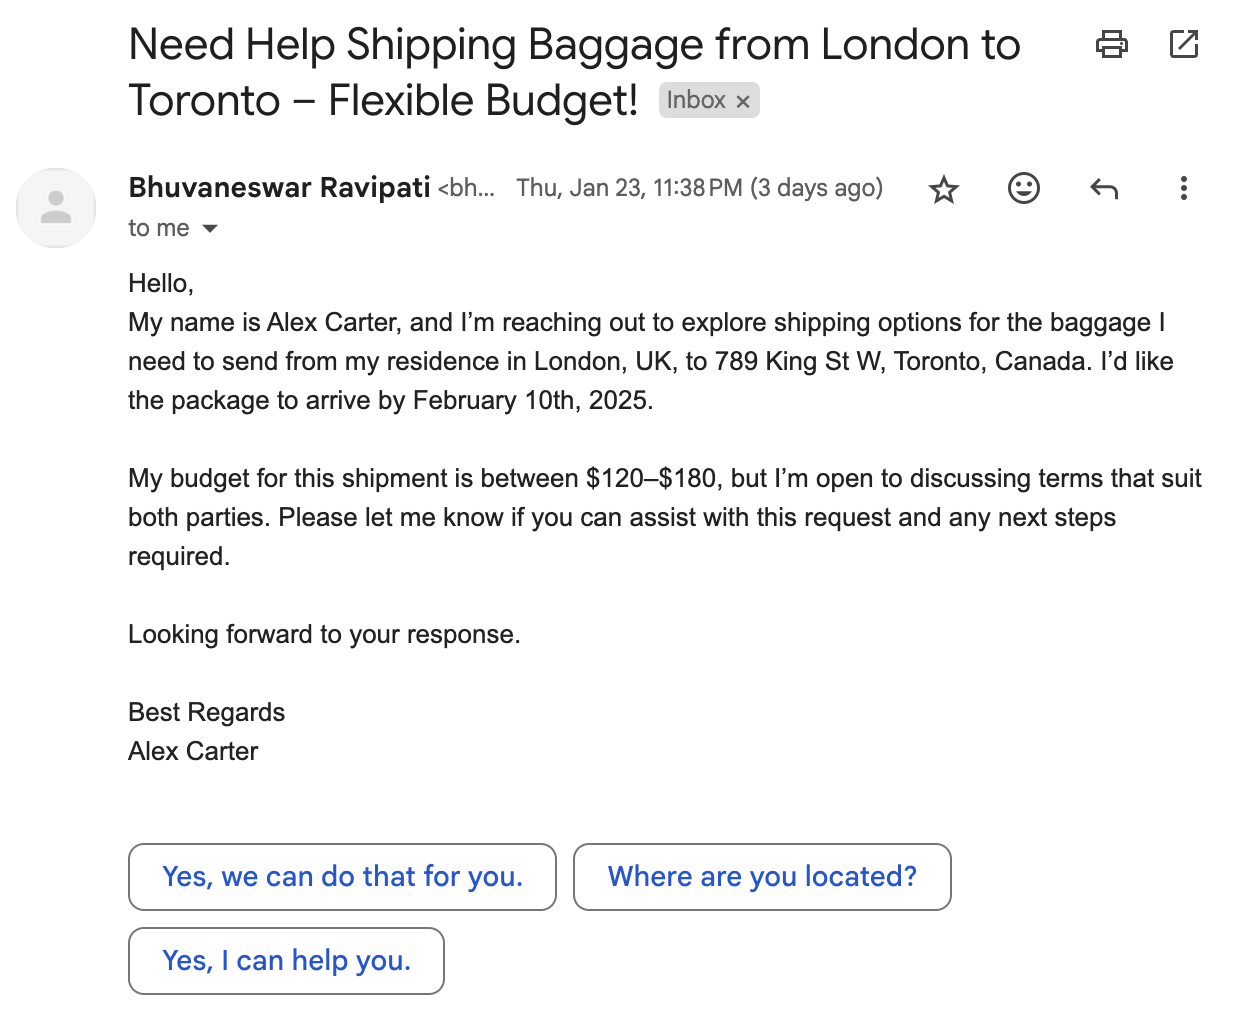 Need Help Shipping Baggage from London to
Toronto – Flexible Budget! Inbox ×
Bhuvaneswar Ravipati <bh... Thu, Jan 23, 11:38 PM (3 days ago)
to me
Hello,
My name is Alex Carter, and I’m reaching out to explore shipping options for the baggage I
need to send from my residence in London, UK, to 789 King St W, Toronto, Canada. I’d like
the package to arrive by February 10th, 2025.
My budget for this shipment is between $120–$180, but I’m open to discussing terms that suit
both parties. Please let me know if you can assist with this request and any next steps
required.
Looking forward to your response.
Best Regards
Alex Carter
Yes, we can do that for you. Where are you located?
Yes, I can help you.